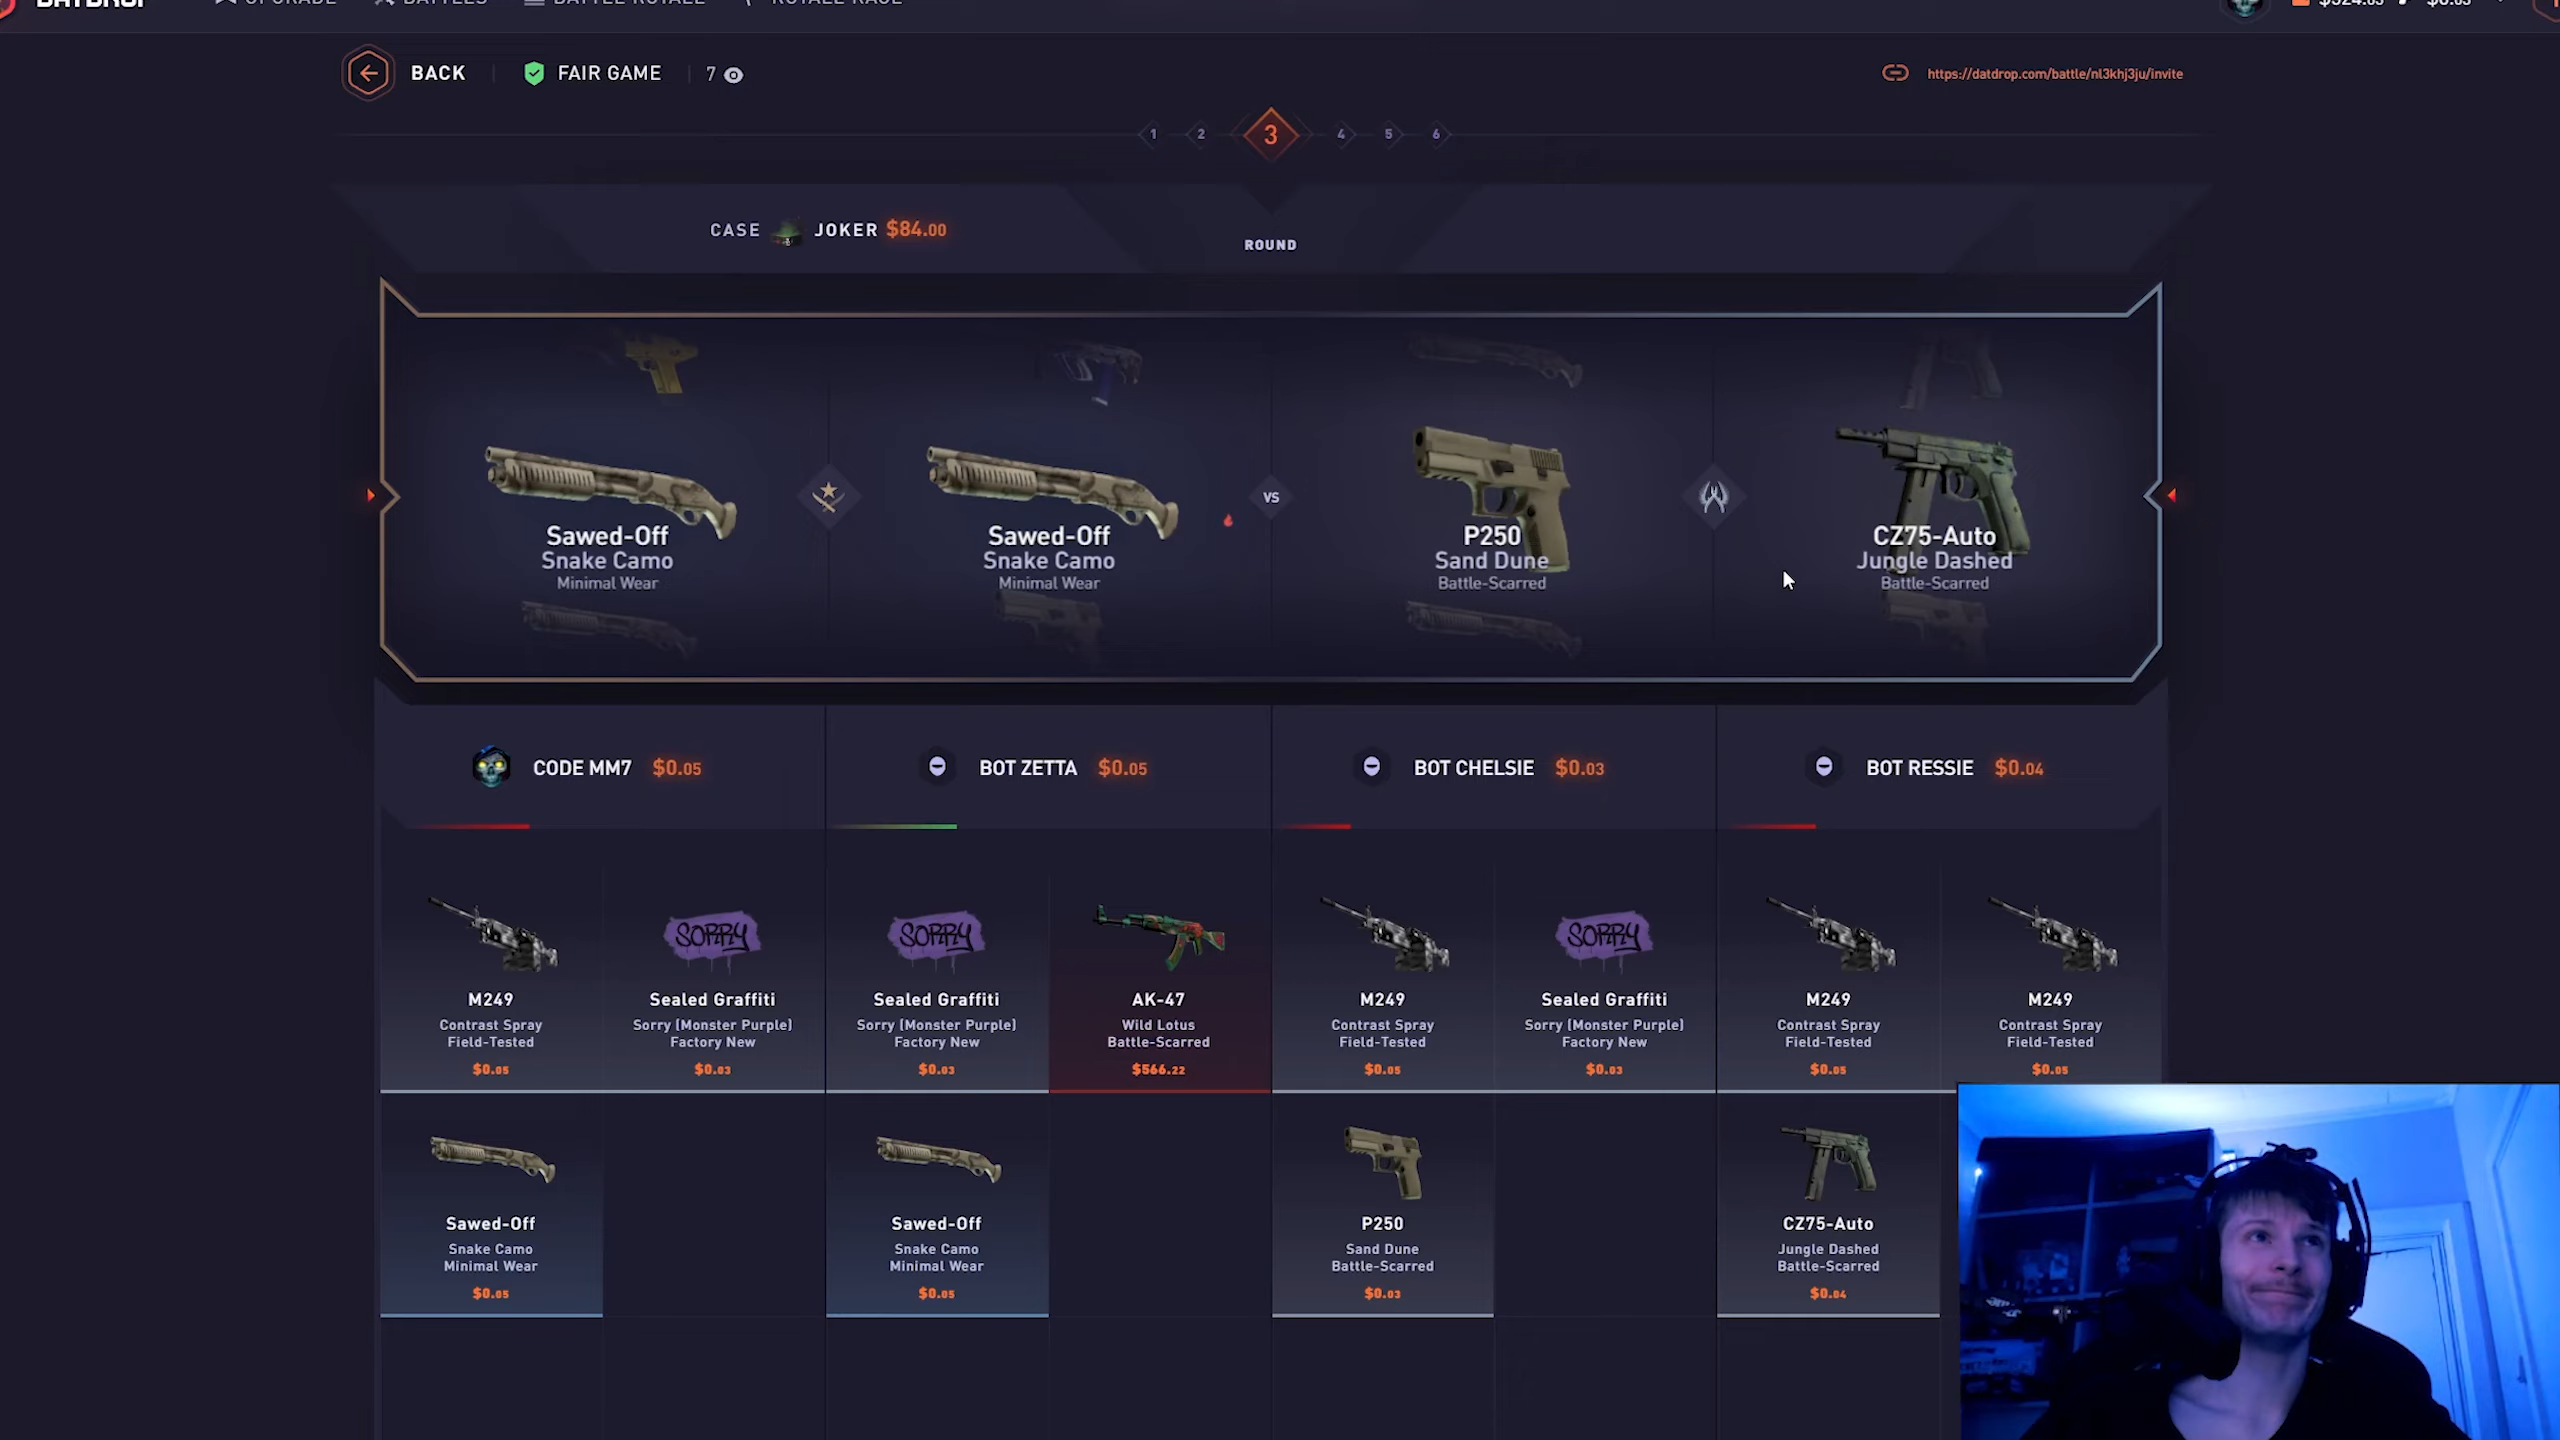 BACK
FAIR GAME
7
https://datdrop.com/battle/nl3khj3ju/invite
1 2 3 4 5 6
CASE JOKER $84.00
ROUND
Sawed-Off
Snake Camo
Minimal Wear
Sawed-Off
Snake Camo
Minimal Wear
VS
P250
Sand Dune
Battle-Scarred
CZ75-Auto
Jungle Dashed
Battle-Scarred
CODE MM7 $0.05
BOT ZETTA $0.05
BOT CHELSIE $0.03
BOT RESSIE $0.04
M249
Contrast Spray
Field-Tested
$0.05
SORRY
Sealed Graffiti
Sorry (Monster Purple)
Factory New
$0.03
SORRY
Sealed Graffiti
Sorry (Monster Purple)
Factory New
$0.03
AK-47
Wild Lotus
Battle-Scarred
$566.22
M249
Contrast Spray
Field-Tested
$0.05
SORRY
Sealed Graffiti
Sorry (Monster Purple)
Factory New
$0.03
M249
Contrast Spray
Field-Tested
$0.05
M249
Contrast Spray
Field-Tested
$0.05
Sawed-Off
Snake Camo
Minimal Wear
$0.05
Sawed-Off
Snake Camo
Minimal Wear
$0.05
P250
Sand Dune
Battle-Scarred
$0.03
CZ75-Auto
Jungle Dashed
Battle-Scarred
$0.04